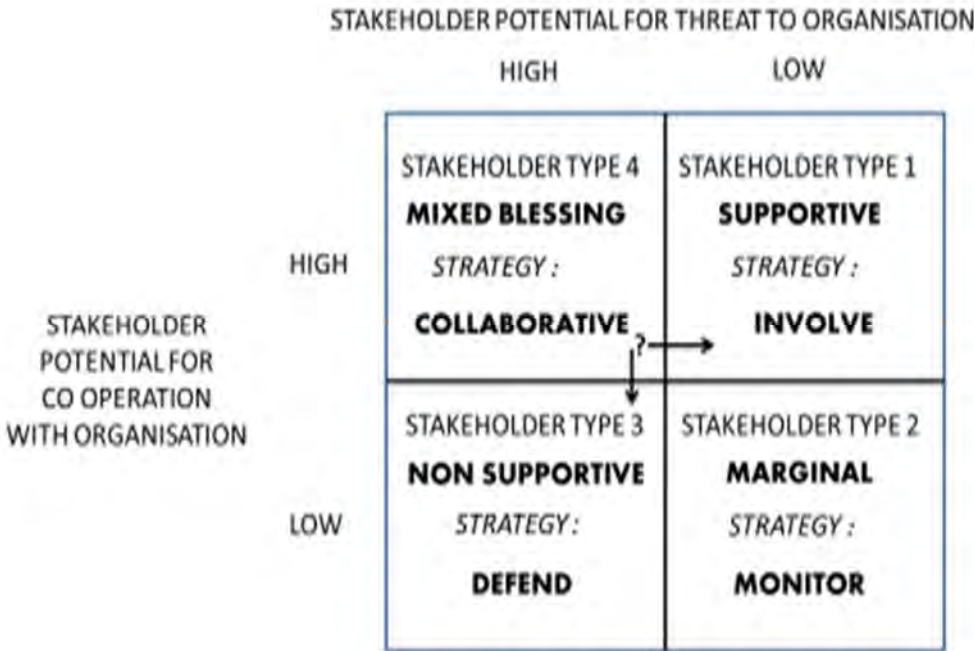 STAKEHOLDER POTENTIAL FOR THREAT TO ORGANISATION
HIGH
LOW
STAKEHOLDER TYPE 4
MIXED BLESSING
STRATEGY :
COLLABORATIVE
?
STAKEHOLDER TYPE 1
SUPPORTIVE
STRATEGY :
INVOLVE
HIGH
STAKEHOLDER
POTENTIAL FOR
CO OPERATION
WITH ORGANISATION
STAKEHOLDER TYPE 3
NON SUPPORTIVE
STRATEGY :
DEFEND
STAKEHOLDER TYPE 2
MARGINAL
STRATEGY :
MONITOR
LOW